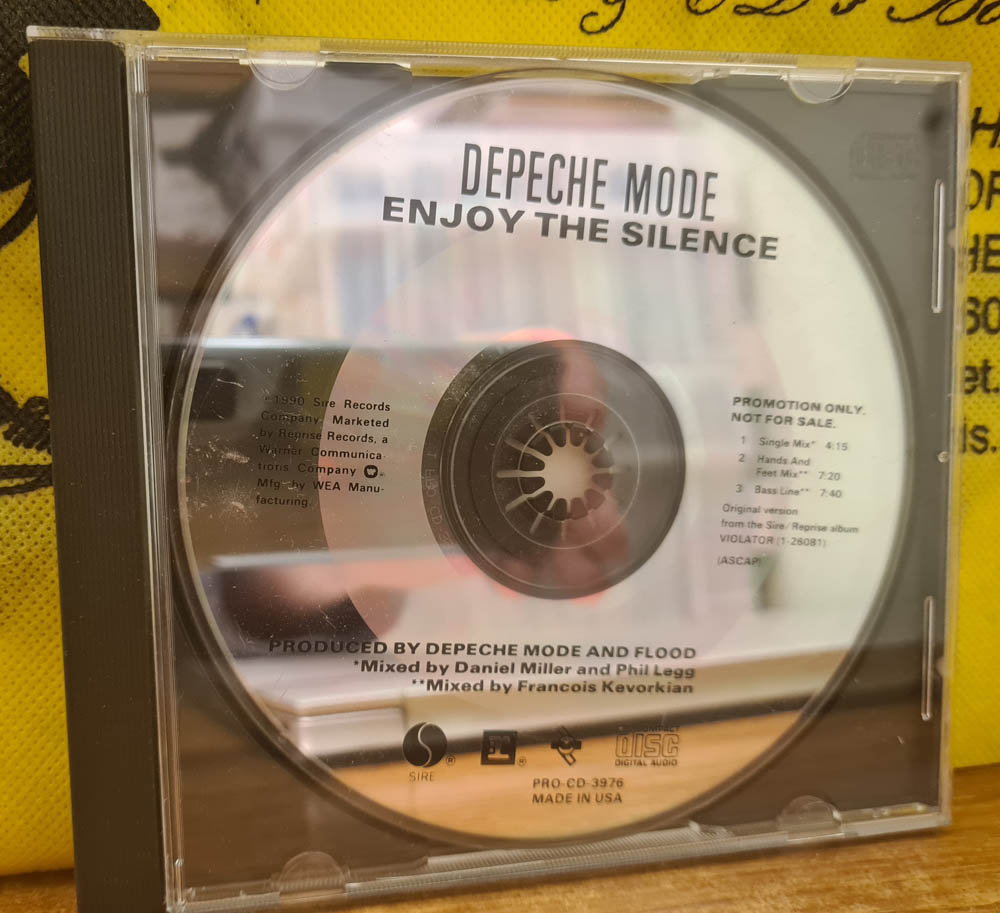 DEPECHE MODE
ENJOY THE SILENCE
℗1990 Sire Records
Company. Marketed
by Reprise Records, a
Warner Communica-
tions Company
Mfg. by WEA Manu-
facturing.
PROMOTION ONLY.
NOT FOR SALE.
1 Single Mix* 4:15
2 Hands And
Feet Mix** 7:20
3 Bass Line** 7:40
Original version
from the Sire/Reprise album
VIOLATOR (1-26081)
(ASCAP)
PRODUCED BY DEPECHE MODE AND FLOOD
*Mixed by Daniel Miller and Phil Legg
**Mixed by Francois Kevorkian
SIRE ® r ®
COMPACT
disc
DIGITAL AUDIO
PRO-CD-3976
MADE IN USA